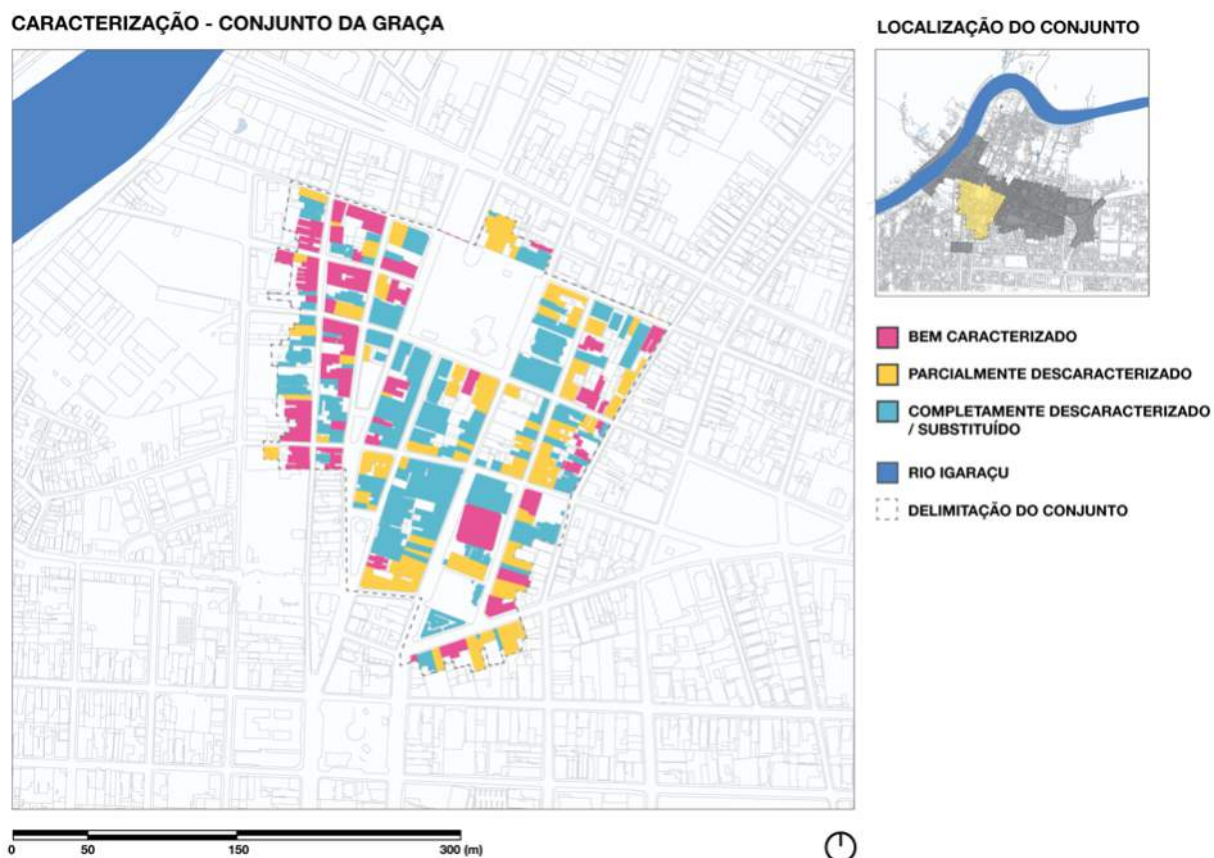 CARACTERIZAÇÃO - CONJUNTO DA GRAÇA
LOCALIZAÇÃO DO CONJUNTO
BEM CARACTERIZADO
PARCIALMENTE DESCARACTERIZADO
COMPLETAMENTE DESCARACTERIZADO
/ SUBSTITUÍDO
RIO IGARAÇU
DELIMITAÇÃO DO CONJUNTO
0 50 150 300 (m)